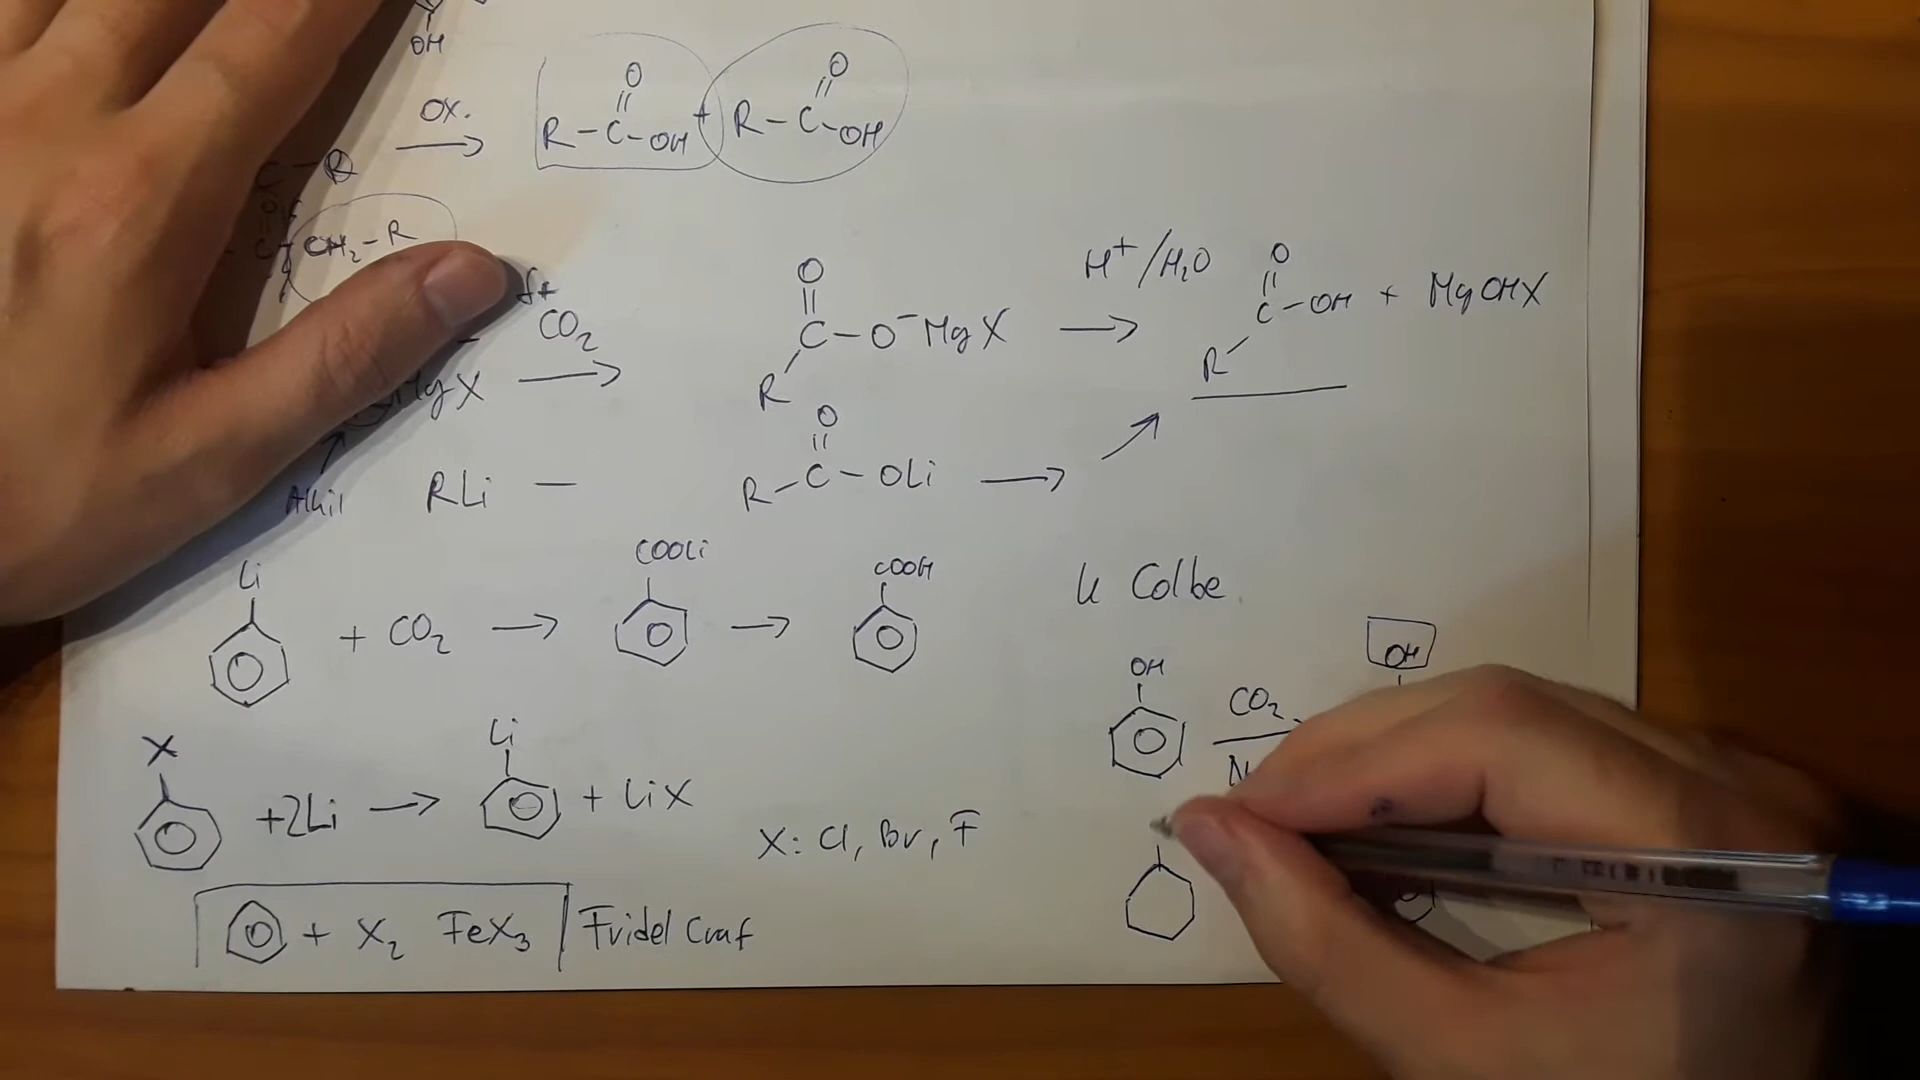 OH
OX.
O O
R-C-OH + R-C-OH
C-R
CH₂-R
CO₂
MgX
O
C-O⁻MgX
R
H⁺/H₂O
O
C-OH + MgOHX
R
Alkil
RLi —
O
R-C-OLi
Li
+ CO₂
COOLi
COOH
Colbe
OH
CO₂
N
OH
X
+2Li
Li
+ LiX
X: Cl, Br, F
+ X₂ FeX₃ Fridel Craf